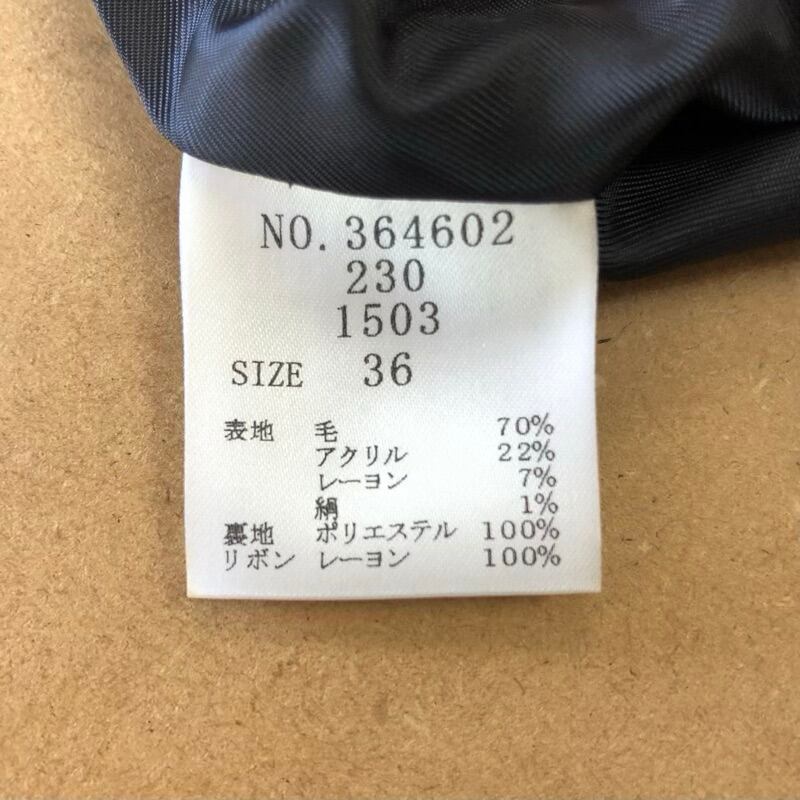 NO. 364602
230
1503
SIZE 36
表地 毛 70%
アクリル 22%
レーヨン 7%
絹 1%
裏地 ポリエステル 100%
リボン レーヨン 100%